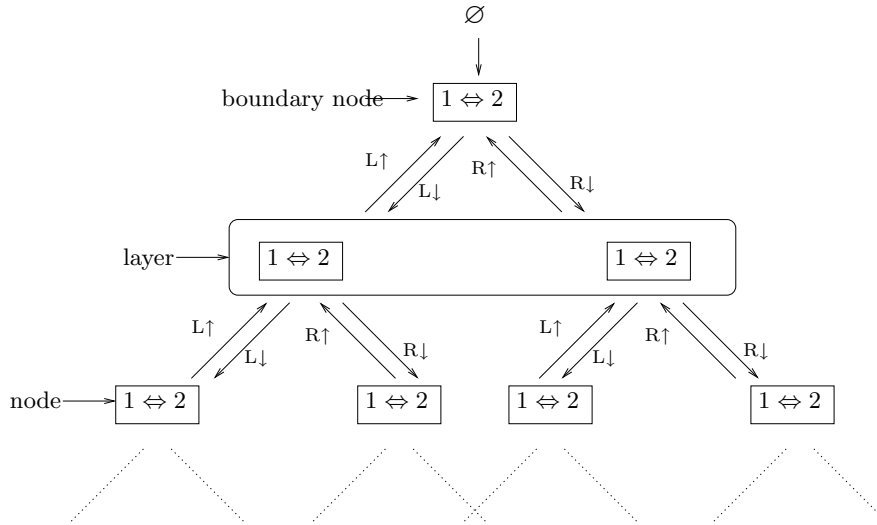 ∅
boundary node
1 ⇔ 2
L↑
L↓
R↑
R↓
layer
1 ⇔ 2
1 ⇔ 2
L↑
L↓
R↑
R↓
L↑
L↓
R↑
R↓
node
1 ⇔ 2
1 ⇔ 2
1 ⇔ 2
1 ⇔ 2